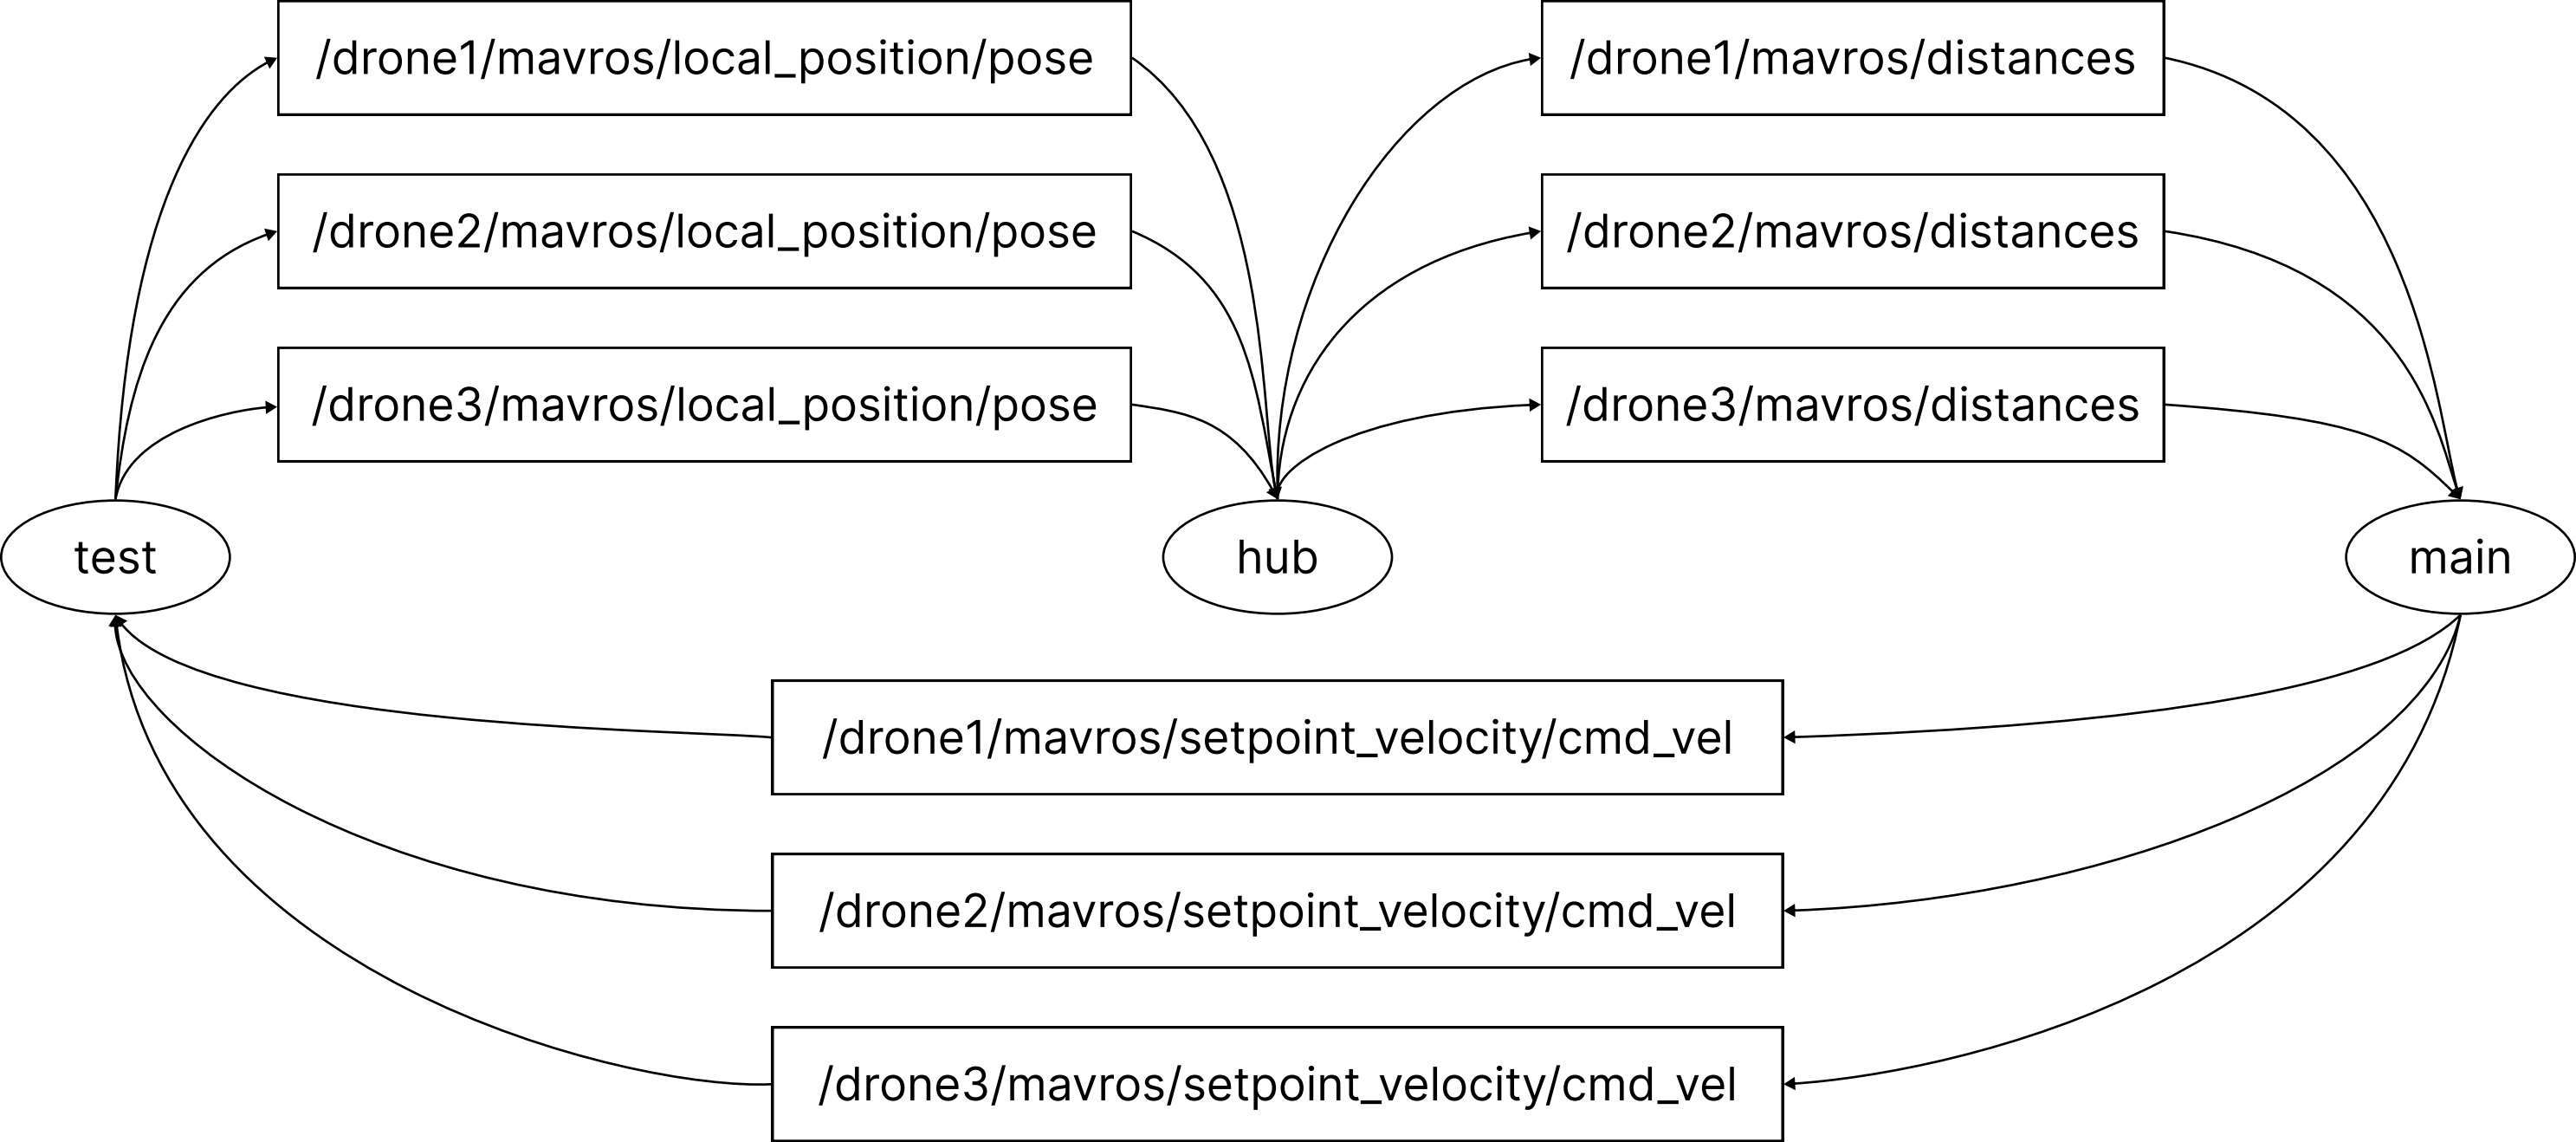 /drone1/mavros/local_position/pose
/drone1/mavros/distances
/drone2/mavros/local_position/pose
/drone2/mavros/distances
/drone3/mavros/local_position/pose
/drone3/mavros/distances
test
hub
main
/drone1/mavros/setpoint_velocity/cmd_vel
/drone2/mavros/setpoint_velocity/cmd_vel
/drone3/mavros/setpoint_velocity/cmd_vel